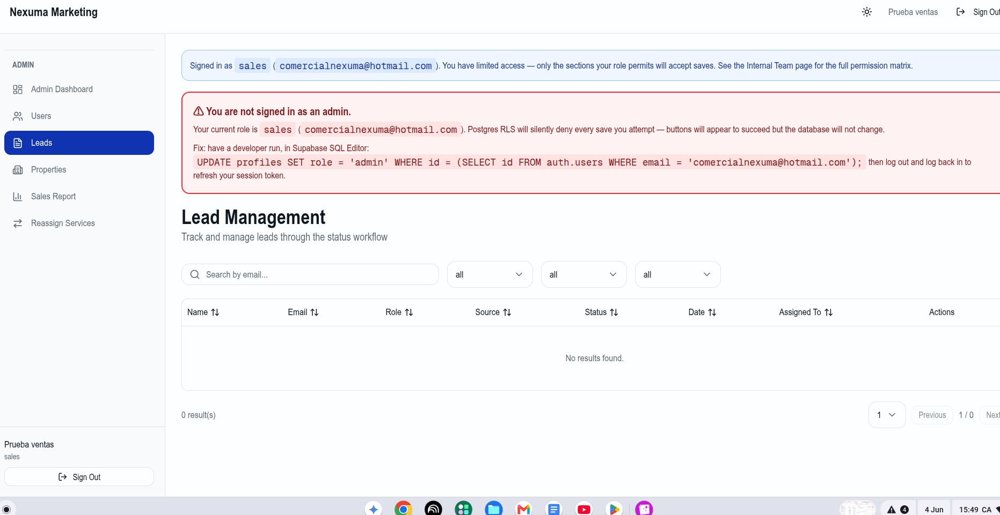 Nexuma Marketing
Prueba ventas
Sign Out
ADMIN
Admin Dashboard
Users
Leads
Properties
Sales Report
Reassign Services
Signed in as sales (comercialnexuma@hotmail.com). You have limited access — only the sections your role permits will accept saves. See the Internal Team page for the full permission matrix.
You are not signed in as an admin.
Your current role is sales (comercialnexuma@hotmail.com). Postgres RLS will silently deny every save you attempt — buttons will appear to succeed but the database will not change.
Fix: have a developer run, in Supabase SQL Editor:
UPDATE profiles SET role = 'admin' WHERE id = (SELECT id FROM auth.users WHERE email = 'comercialnexuma@hotmail.com'); then log out and log back in to
refresh your session token.
Lead Management
Track and manage leads through the status workflow
Search by email...
all
all
all
Name Email Role Source Status Date Assigned To Actions
No results found.
0 result(s)
1
Previous
1 / 0
Next
Prueba ventas
sales
Sign Out
4
4 Jun
15:49 CA